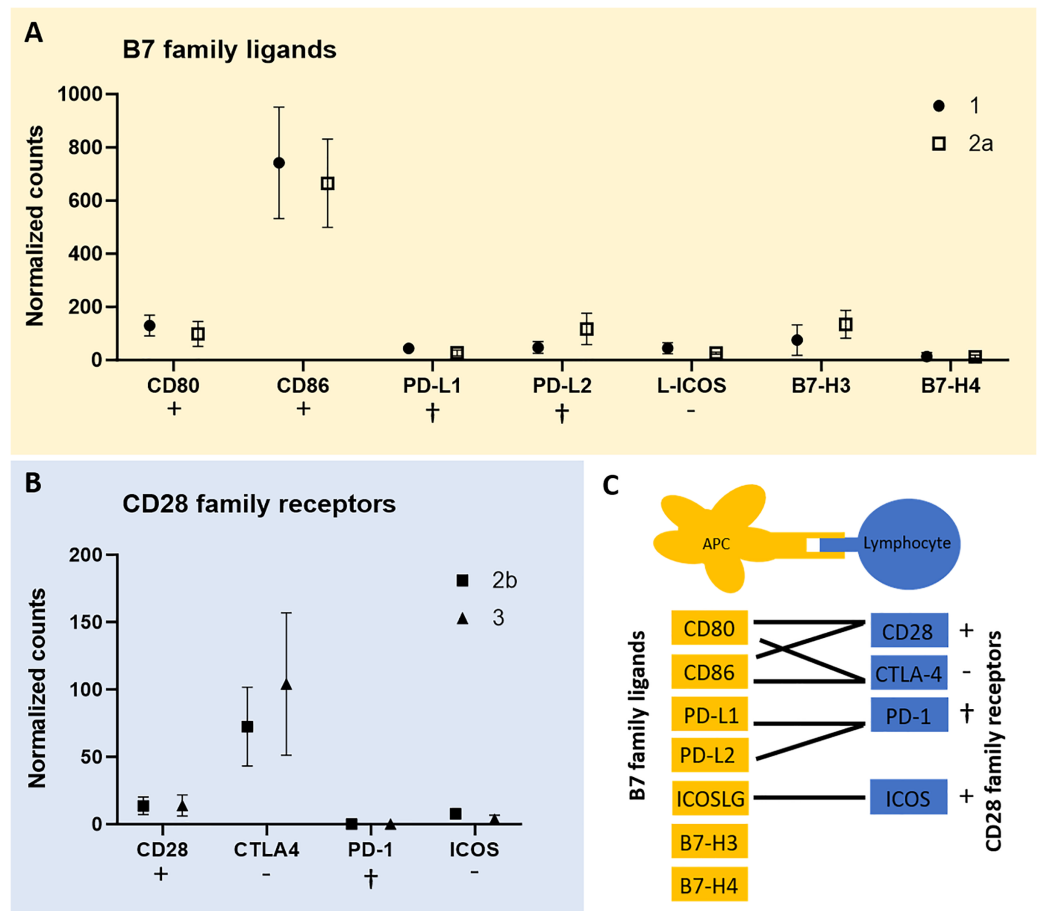 A
B7 family ligands
Normalized counts
1000
800
600
400
200
0
1
2a
CD80 CD86 PD-L1 PD-L2 L-ICOS B7-H3 B7-H4
+ + † † -
B
CD28 family receptors
Normalized counts
200
150
100
50
0
2b
3
CD28 CTLA4 PD-1 ICOS
+ - † -
C
APC Lymphocyte
B7 family ligands
CD80
CD86
PD-L1
PD-L2
ICOSLG
B7-H3
B7-H4
CD28 +
CTLA-4 -
PD-1 †
ICOS +
CD28 family receptors